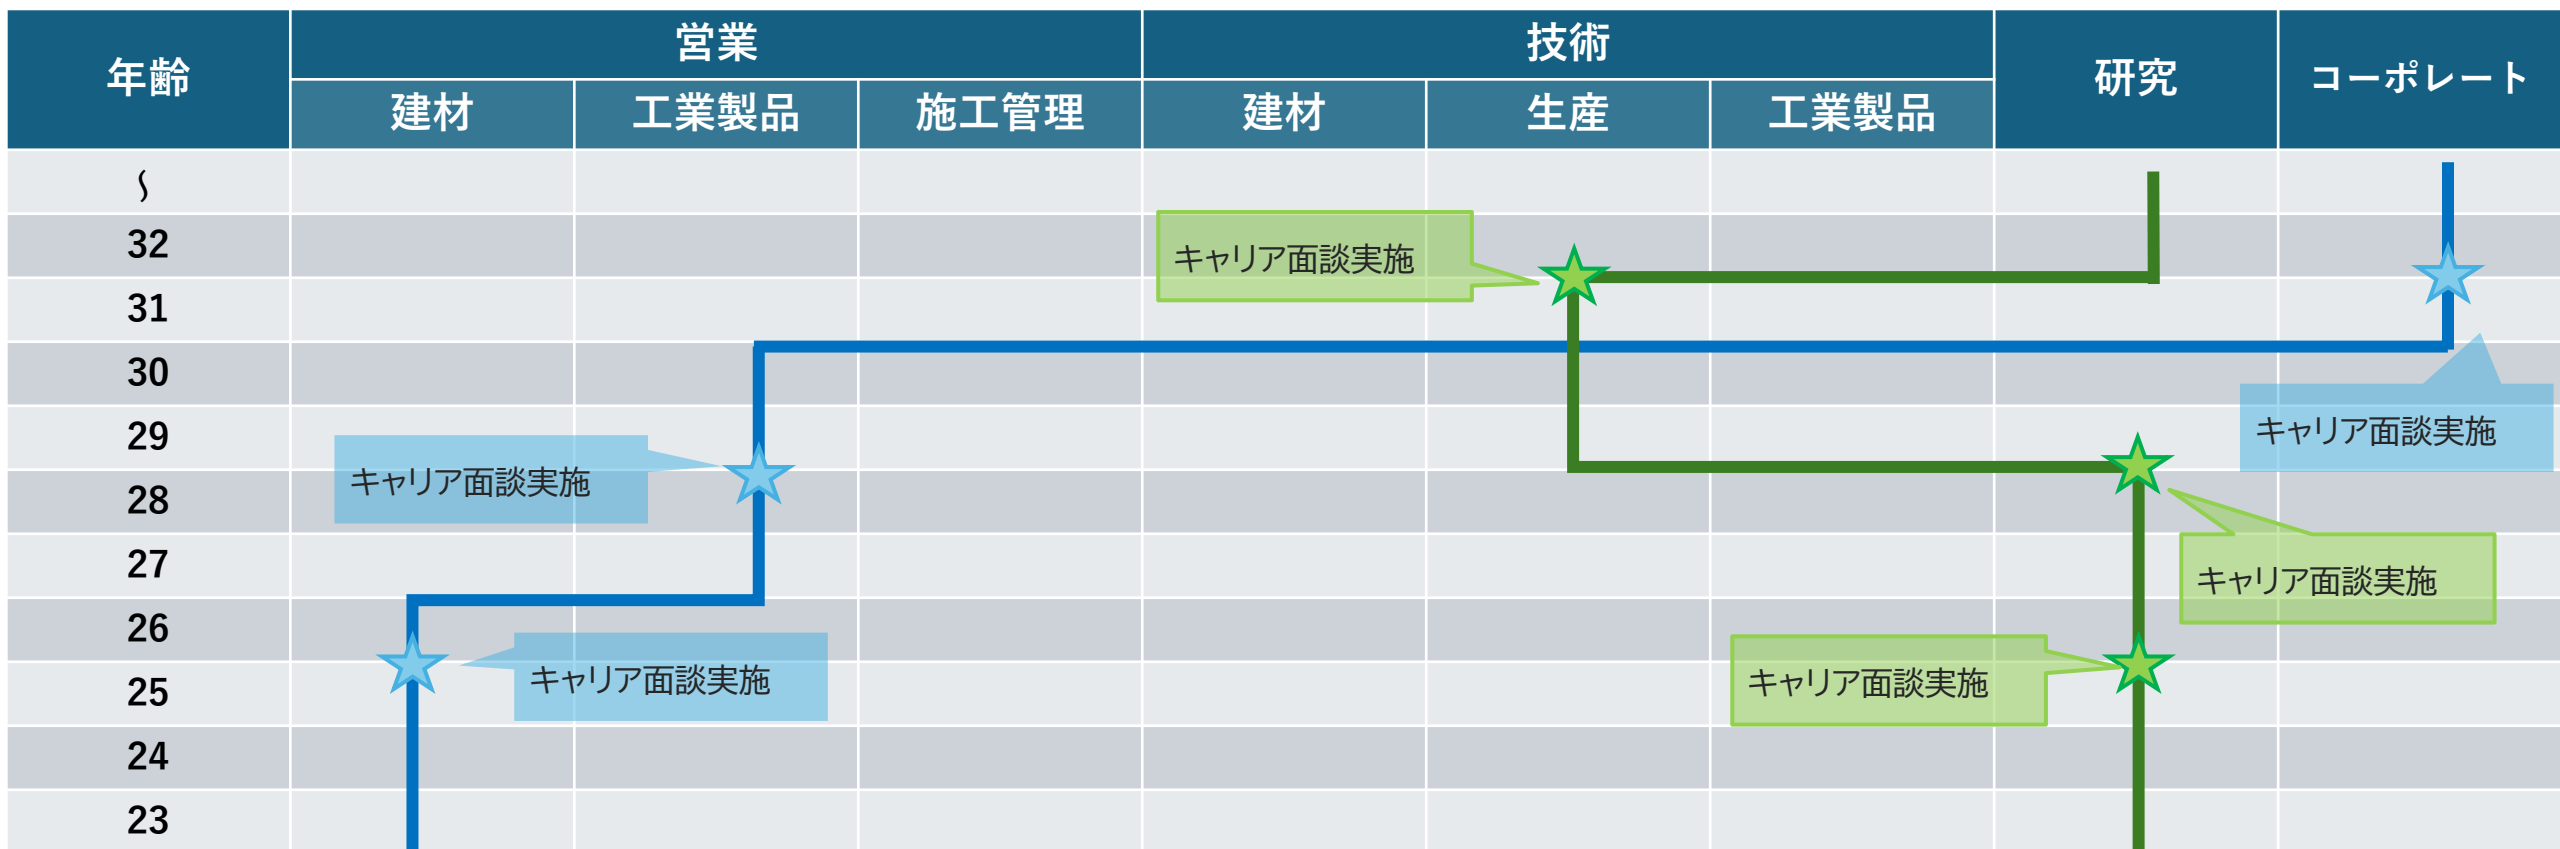 年齢
営業
技術
研究
コーポレート
建材
工業製品
施工管理
建材
生産
工業製品
～
32
キャリア面談実施
31
30
29
キャリア面談実施
キャリア面談実施
28
27
キャリア面談実施
26
キャリア面談実施
キャリア面談実施
25
24
23